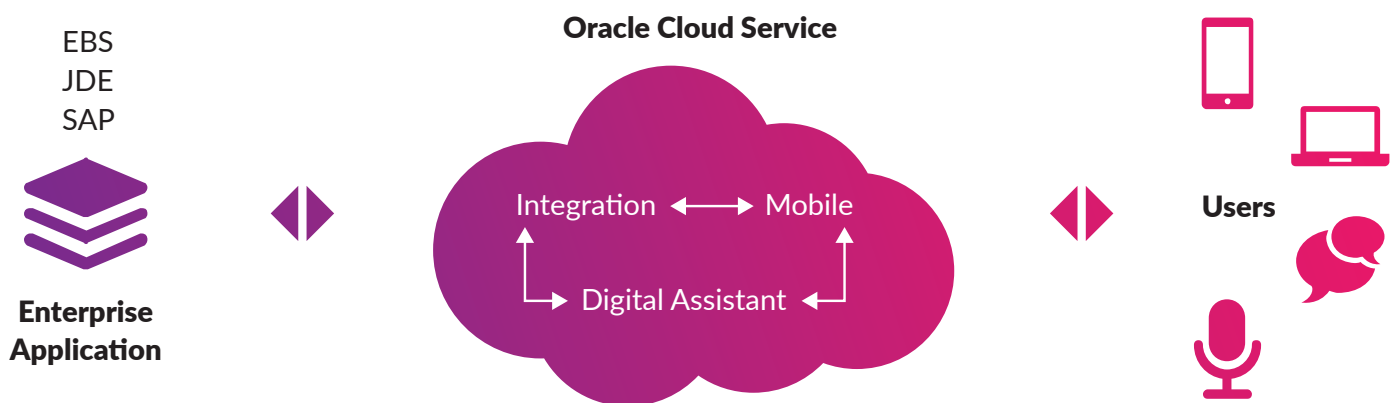 EBS
JDE
SAP
Enterprise
Application
Oracle Cloud Service
Integration
Mobile
Digital Assistant
Users